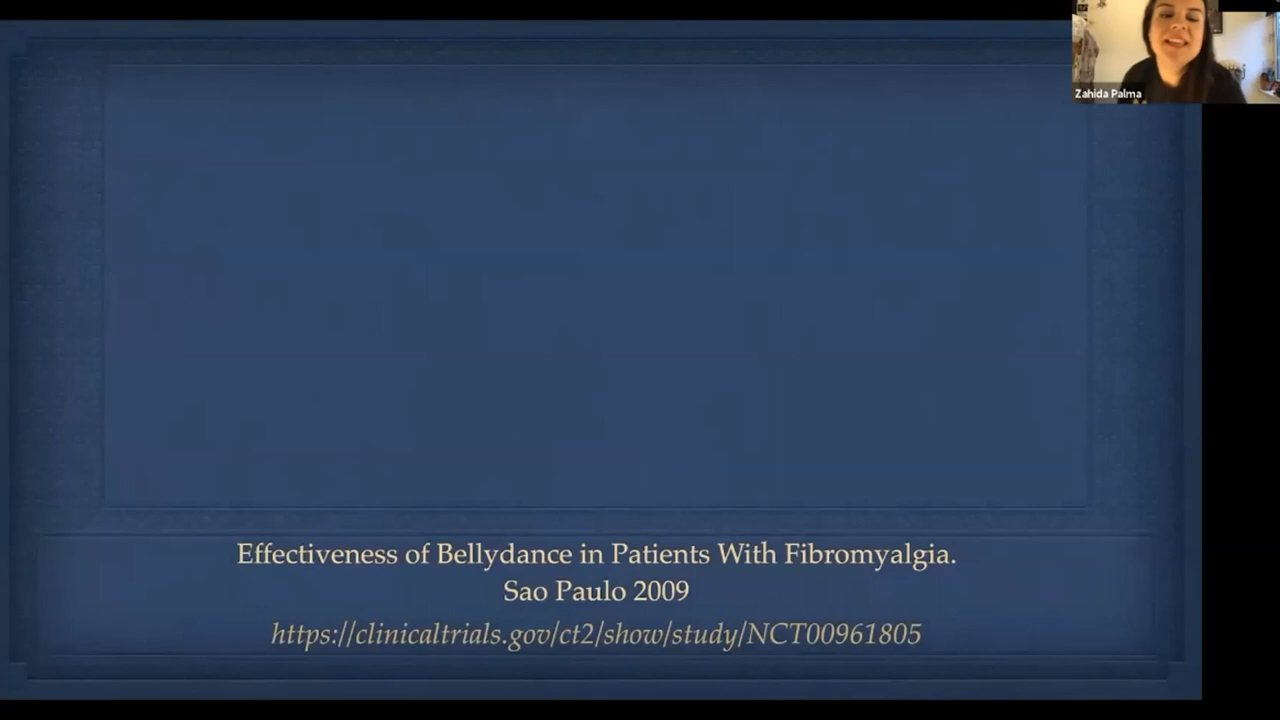 Zahida Palma
Effectiveness of Bellydance in Patients With Fibromyalgia.
Sao Paulo 2009
https://clinicaltrials.gov/ct2/show/study/NCT00961805